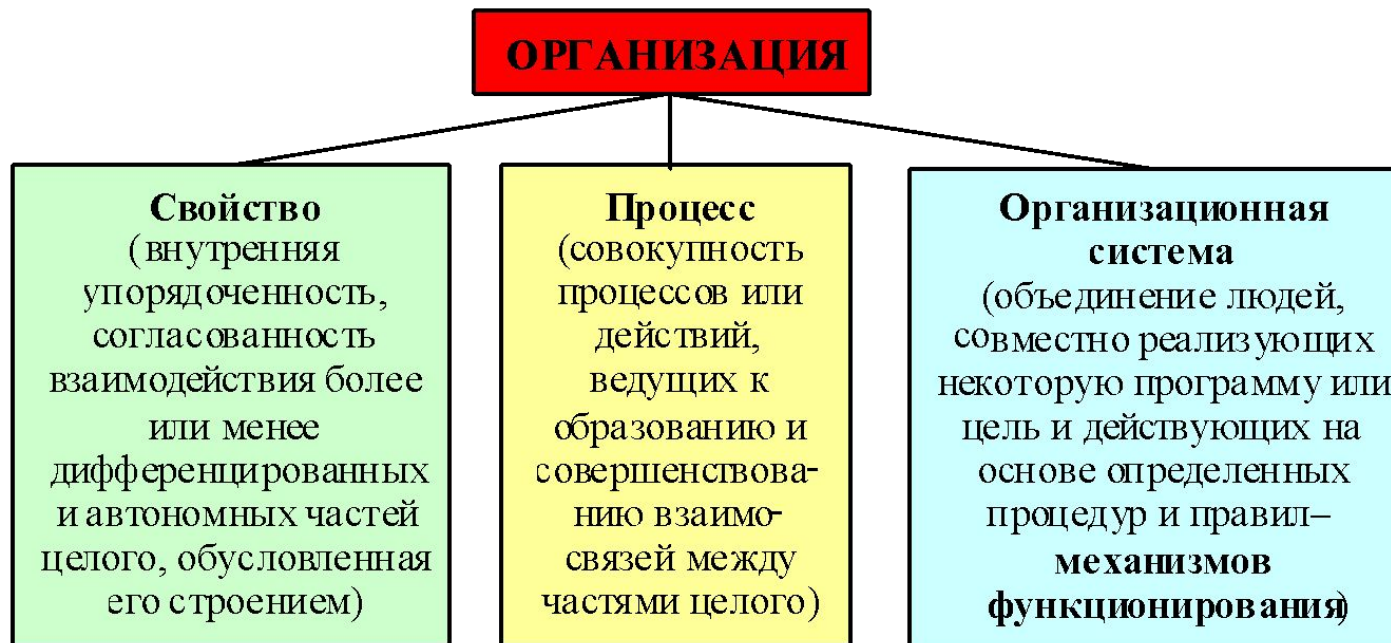 ОРГАНИЗАЦИЯ
Свойство
(внутренняя
упорядоченность,
согласованность
взаимодействия более
или менее
дифференцированных
и автономных частей
целого, обусловленная
его строением)
Процесс
(совокупность
процессов или
действий,
ведущих к
образованию и
совершенствова-
нию взаимо-
связей между
частями целого)
Организационная
система
(объединение людей,
совместно реализующих
некоторую программу или
цель и действующих на
основе определенных
процедур и правил–
механизмов
функционирования)